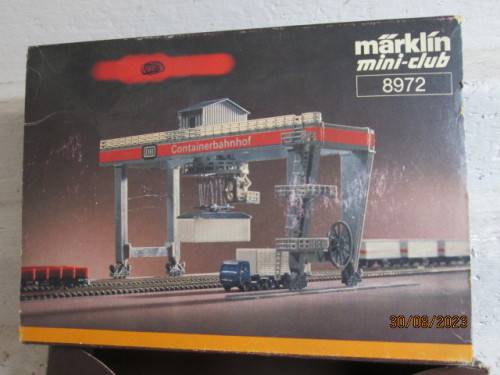 märklin
mini-club
8972
DB Containerbahnhof
30/08/2023